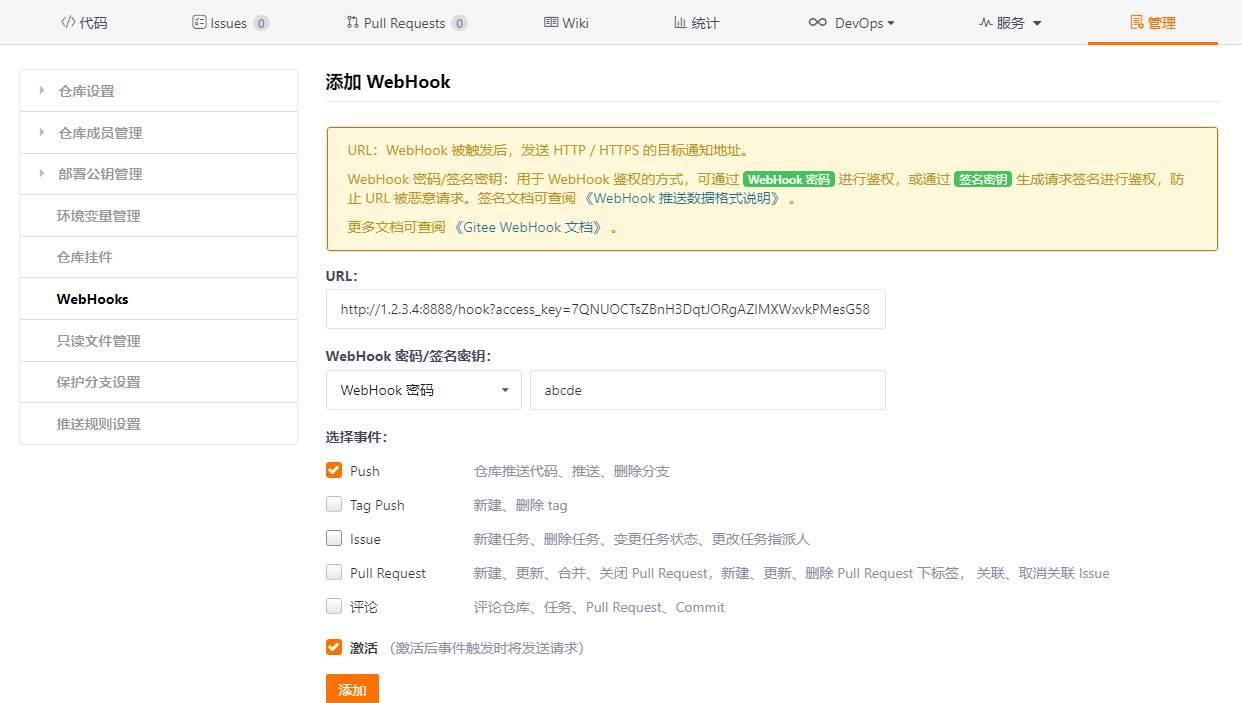 代码
Issues 0
Pull Requests 0
Wiki
统计
DevOps
服务
管理
仓库设置
仓库成员管理
部署公钥管理
环境变量管理
仓库挂件
WebHooks
只读文件管理
保护分支设置
推送规则设置
添加 WebHook
URL：WebHook 被触发后，发送 HTTP / HTTPS 的目标通知地址。
WebHook 密码/签名密钥：用于 WebHook 鉴权的方式，可通过 WebHook 密码 进行鉴权，或通过 签名密钥 生成请求签名进行鉴权，防
止 URL 被恶意请求。签名文档可查阅 《WebHook 推送数据格式说明》 。
更多文档可查阅 《Gitee WebHook 文档》 。
URL：
http://1.2.3.4:8888/hook?access_key=7QNUOCTsZBnH3DqtJORgAZIMXWxvkPMesG58
WebHook 密码/签名密钥：
WebHook 密码
abcde
选择事件：
Push 仓库推送代码、推送、删除分支
Tag Push 新建、删除 tag
Issue 新建任务、删除任务、变更任务状态、更改任务指派人
Pull Request 新建、更新、合并、关闭 Pull Request，新建、更新、删除 Pull Request 下标签， 关联、取消关联 Issue
评论 评论仓库、任务、Pull Request、Commit
激活 （激活后事件触发时将发送请求）
添加